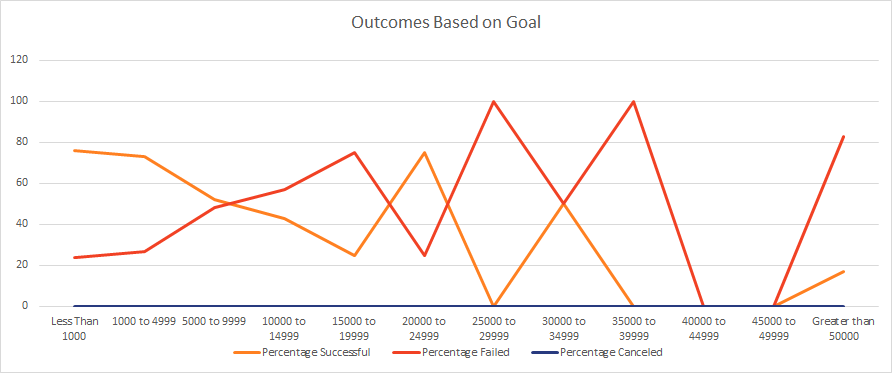 Outcomes Based on Goal
120
100
80
60
40
20
0
Less Than 1000
1000 to 4999
5000 to 9999
10000 to 14999
15000 to 19999
20000 to 24999
25000 to 29999
30000 to 34999
35000 to 39999
40000 to 44999
45000 to 49999
Greater than 50000
Percentage Successful
Percentage Failed
Percentage Canceled